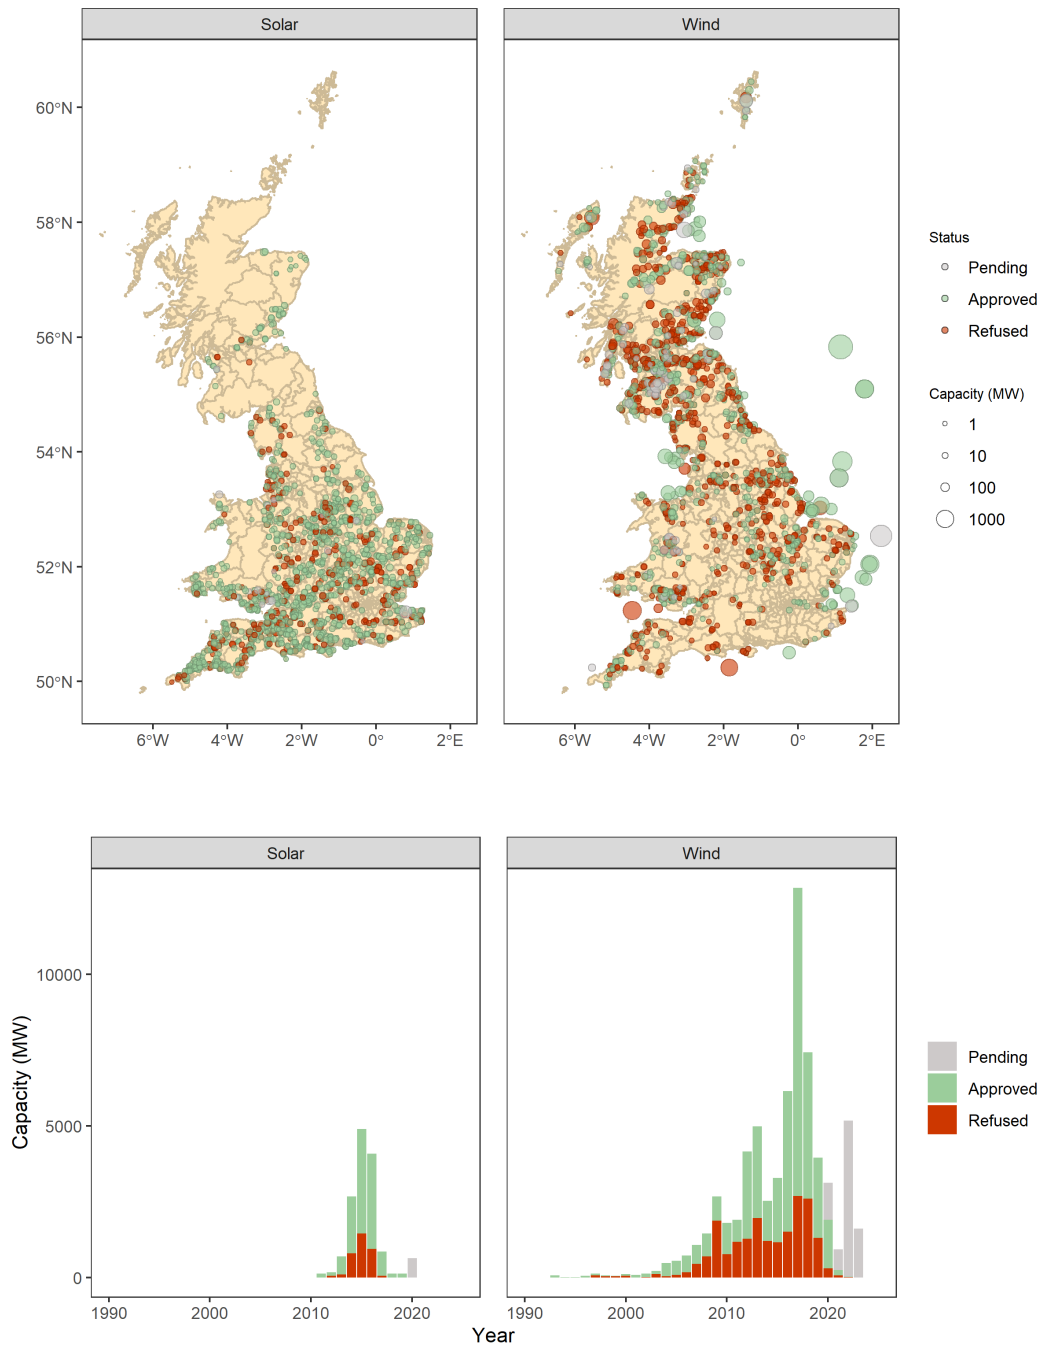 Solar
Wind
60°N
58°N
56°N
54°N
52°N
50°N
6°W
4°W
2°W
0°
2°E
6°W
4°W
2°W
0°
2°E
Status
Pending
Approved
Refused
Capacity (MW)
1
10
100
1000
Solar
Wind
Capacity (MW)
10000
5000
0
1990
2000
2010
2020
1990
2000
2010
2020
Year
Pending
Approved
Refused